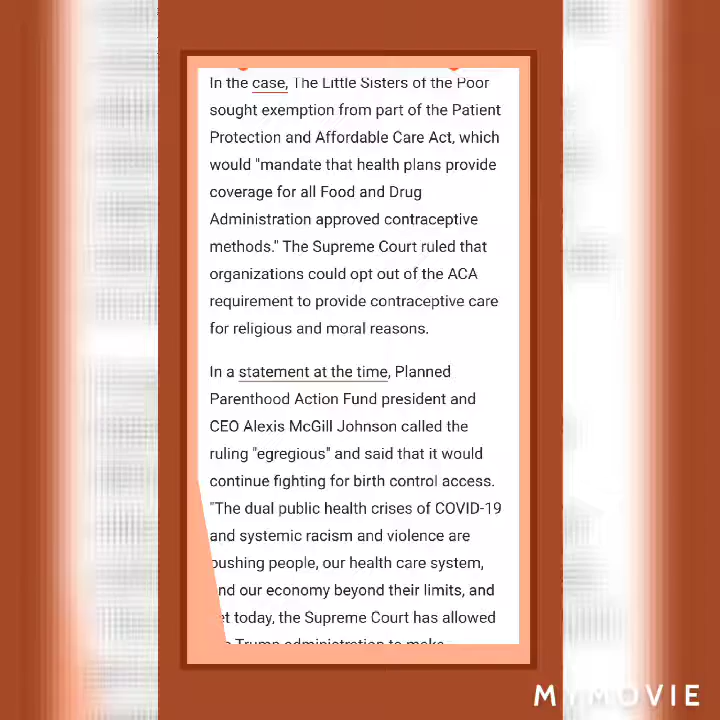 In the case, The Little Sisters of the Poor
sought exemption from part of the Patient
Protection and Affordable Care Act, which
would "mandate that health plans provide
coverage for all Food and Drug
Administration approved contraceptive
methods." The Supreme Court ruled that
organizations could opt out of the ACA
requirement to provide contraceptive care
for religious and moral reasons.
In a statement at the time, Planned
Parenthood Action Fund president and
CEO Alexis McGill Johnson called the
ruling "egregious" and said that it would
continue fighting for birth control access.
"The dual public health crises of COVID-19
and systemic racism and violence are
pushing people, our health care system,
and our economy beyond their limits, and
yet today, the Supreme Court has allowed
Trump administration to make
MYMOVIE